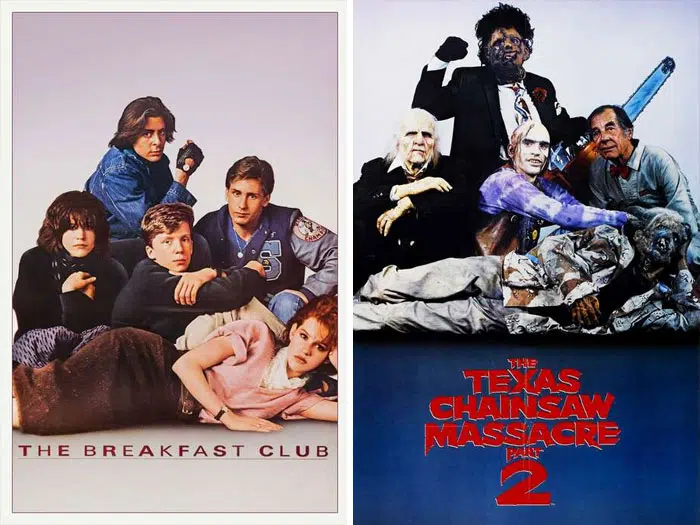 THE BREAKFAST CLUB
THE
TEXAS
CHAINSAW
MASSACRE
PART
2